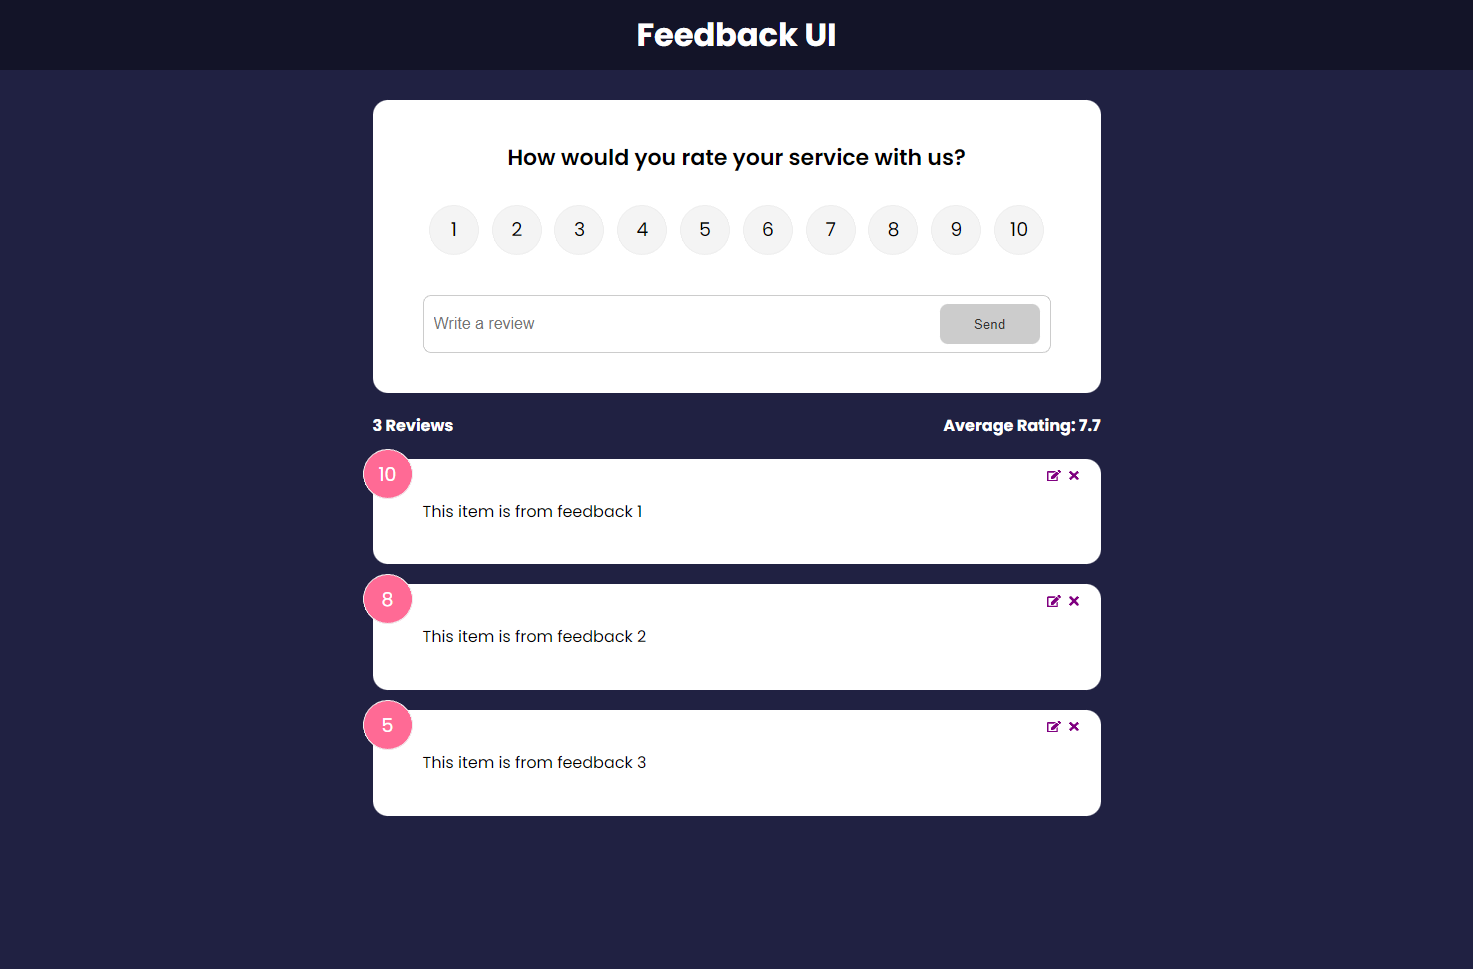 Feedback UI
How would you rate your service with us?
1 2 3 4 5 6 7 8 9 10
Write a review Send
3 Reviews Average Rating: 7.7
10
This item is from feedback 1
8
This item is from feedback 2
5
This item is from feedback 3